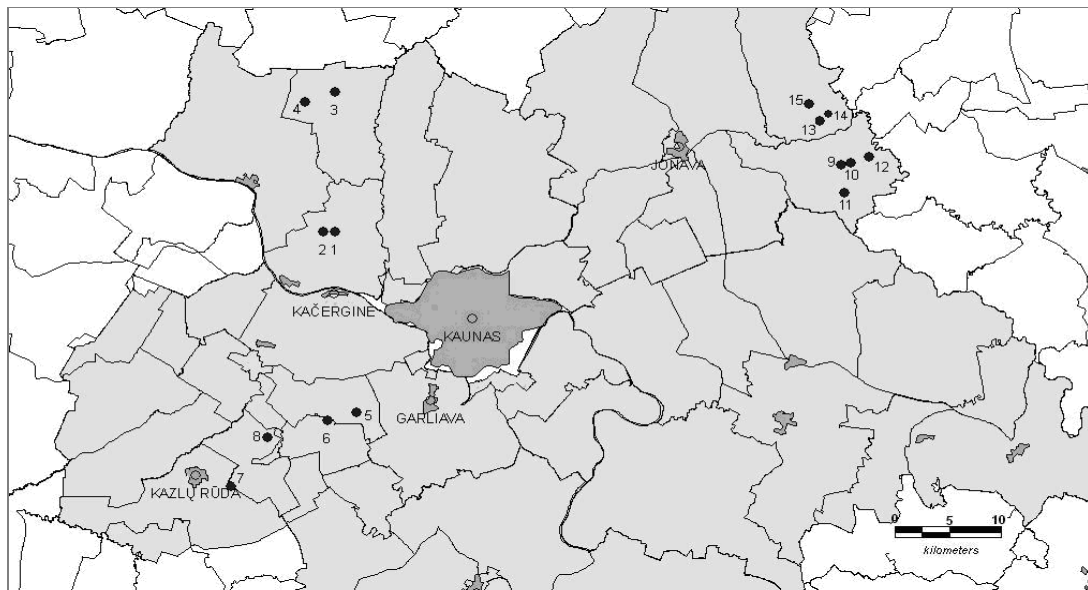 4 3
15
14
13
JONAVA
9 10 12
11
2 1
KAČERGINE
KAUNAS
5
GARLIAVA
6
8
7
KAZLŲ RŪDA
0 5 10
kilometers